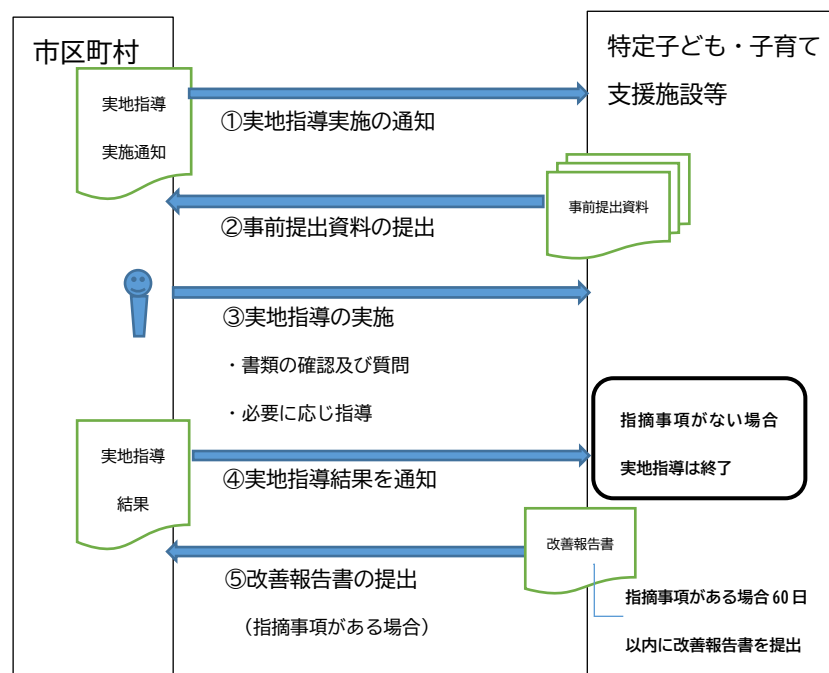 市区町村
特定子ども・子育て
支援施設等
実地指導
実施通知
①実地指導実施の通知
事前提出資料
②事前提出資料の提出
③実地指導の実施
・書類の確認及び質問
・必要に応じ指導
実地指導
結果
④実地指導結果を通知
指摘事項がない場合
実地指導は終了
改善報告書
⑤改善報告書の提出
（指摘事項がある場合）
指摘事項がある場合60日
以内に改善報告書を提出